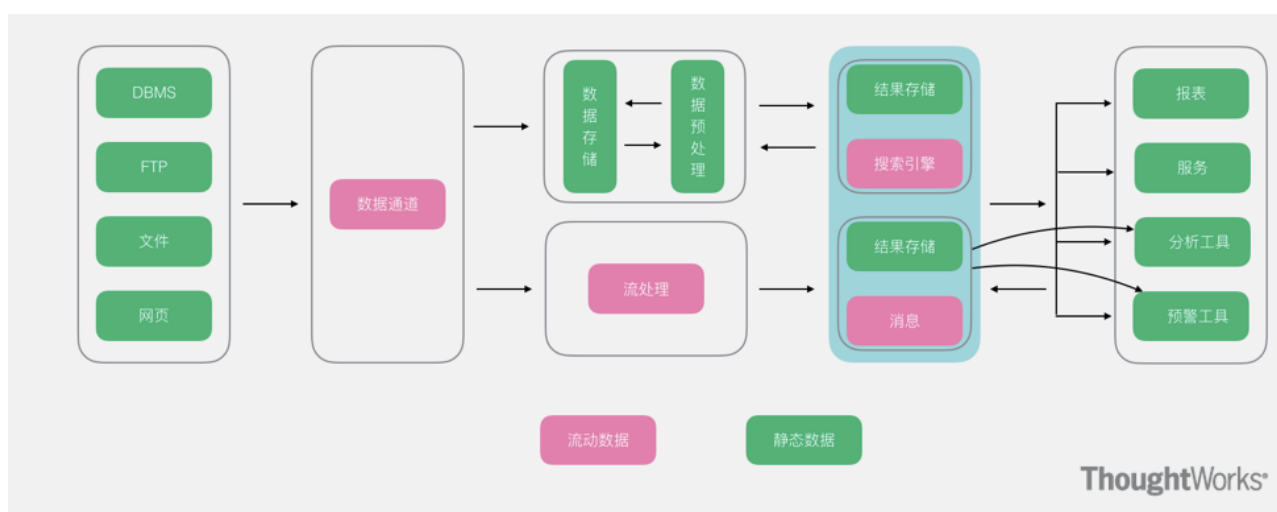 DBMS
FTP
文件
网页
数据通道
数据存储
数据预处理
流处理
结果存储
搜索引擎
结果存储
消息
报表
服务
分析工具
预警工具
流动数据
静态数据
ThoughtWorks®